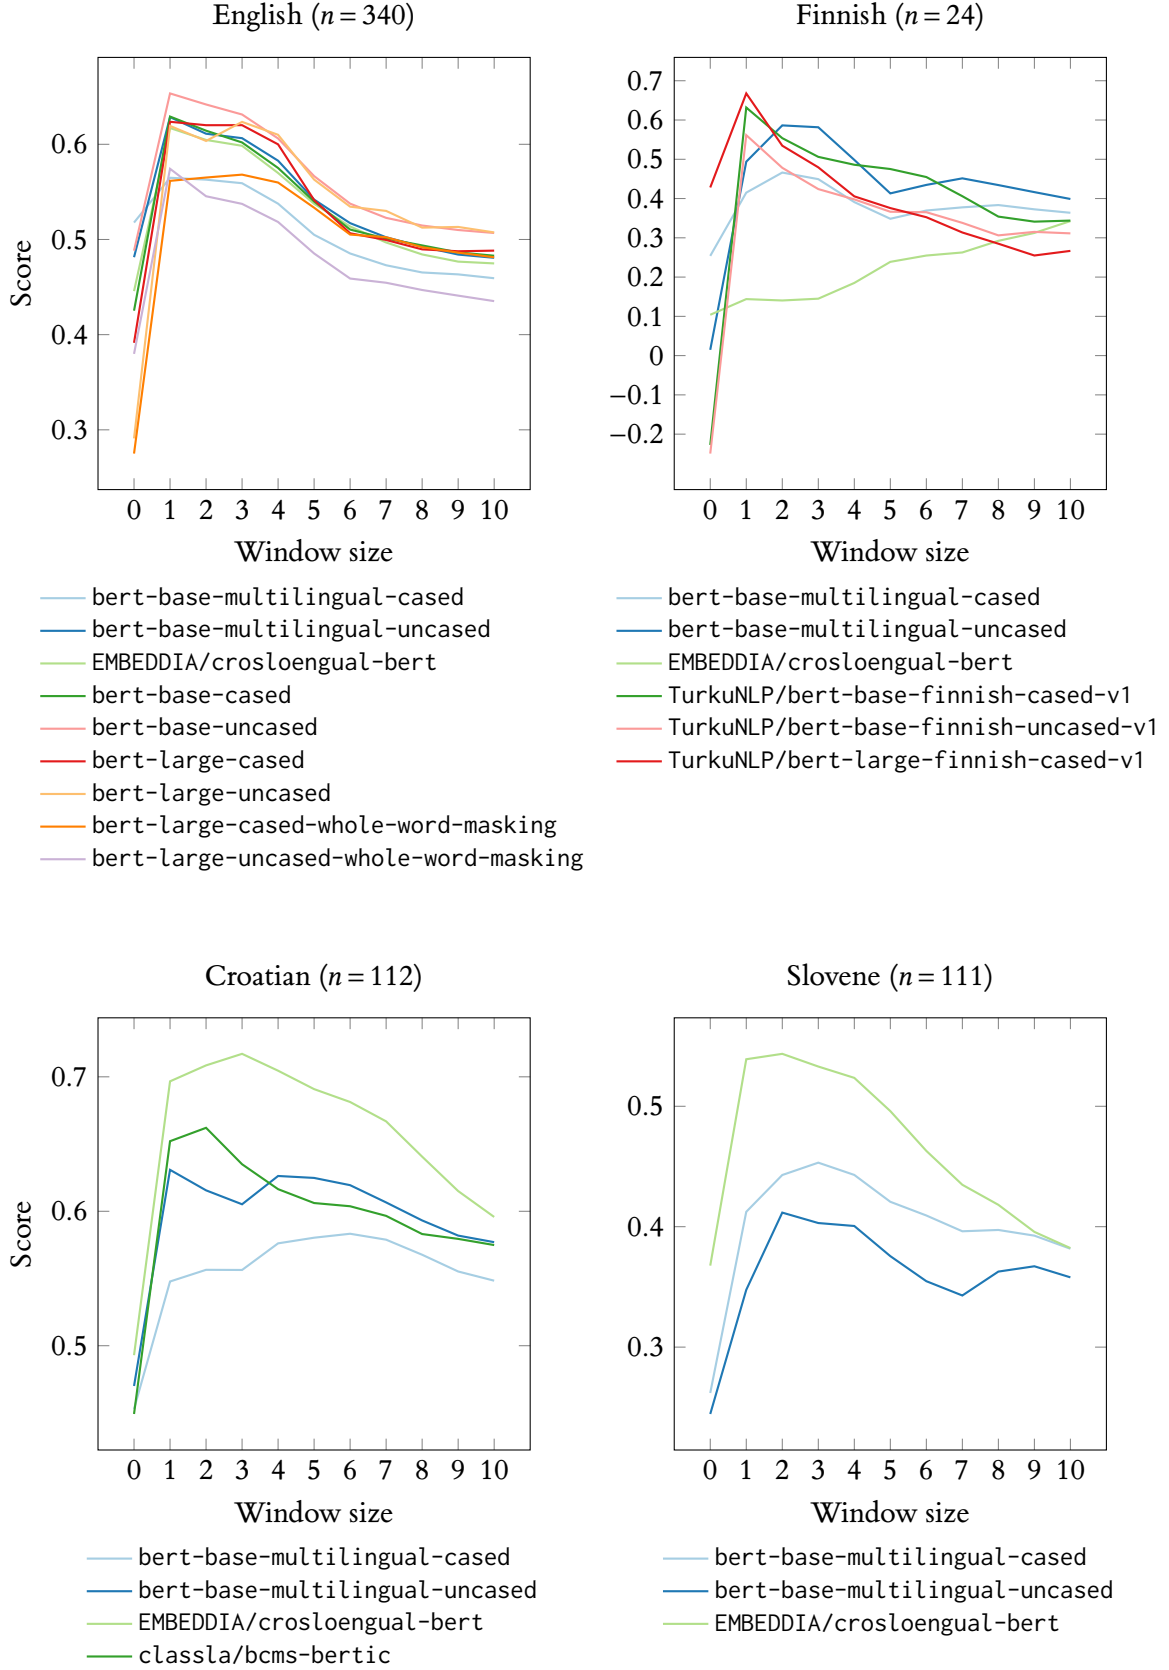 English (n = 340)
Score
0.6
0.5
0.4
0.3
0 1 2 3 4 5 6 7 8 9 10
Window size
bert-base-multilingual-cased
bert-base-multilingual-uncased
EMBEDDIA/crosloengual-bert
bert-base-cased
bert-base-uncased
bert-large-cased
bert-large-uncased
bert-large-cased-whole-word-masking
bert-large-uncased-whole-word-masking
Finnish (n = 24)
0.7
0.6
0.5
0.4
0.3
0.2
0.1
0
−0.1
−0.2
0 1 2 3 4 5 6 7 8 9 10
Window size
bert-base-multilingual-cased
bert-base-multilingual-uncased
EMBEDDIA/crosloengual-bert
TurkuNLP/bert-base-finnish-cased-v1
TurkuNLP/bert-base-finnish-uncased-v1
TurkuNLP/bert-large-finnish-cased-v1
Croatian (n = 112)
Score
0.7
0.6
0.5
0 1 2 3 4 5 6 7 8 9 10
Window size
bert-base-multilingual-cased
bert-base-multilingual-uncased
EMBEDDIA/crosloengual-bert
classla/bcms-bertic
Slovene (n = 111)
0.5
0.4
0.3
0 1 2 3 4 5 6 7 8 9 10
Window size
bert-base-multilingual-cased
bert-base-multilingual-uncased
EMBEDDIA/crosloengual-bert